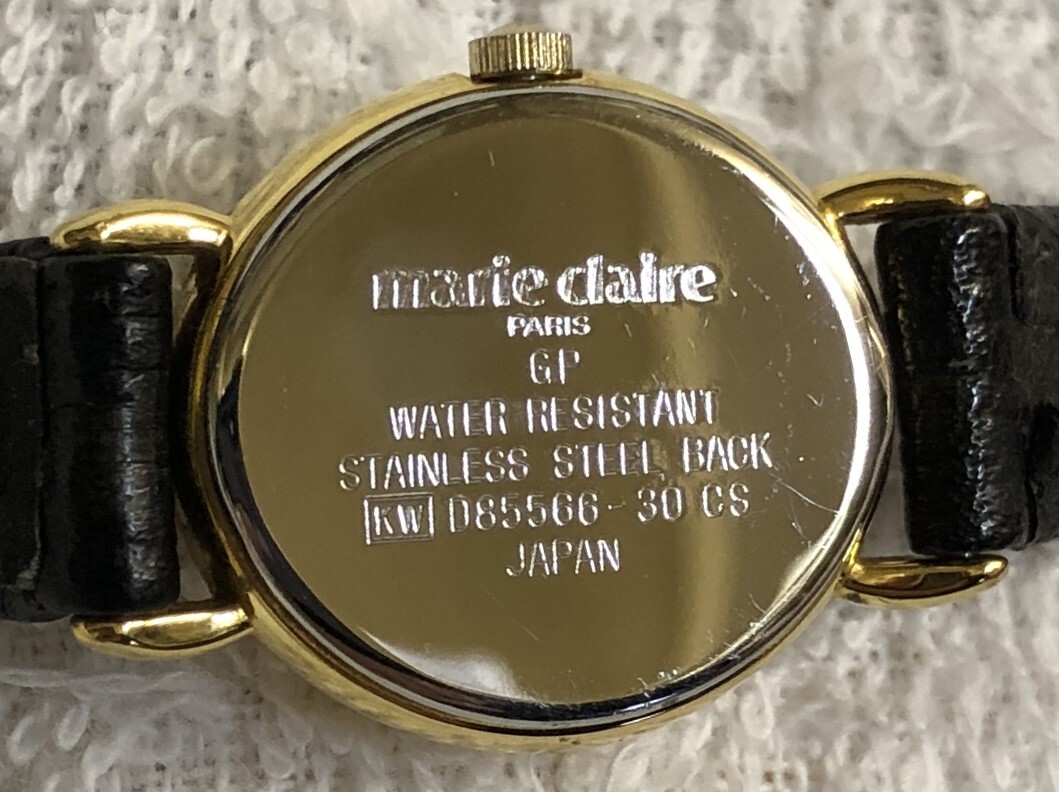 marie claire
PARIS
GP
WATER RESISTANT
STAINLESS STEEL BACK
KW D85566-30 CS
JAPAN